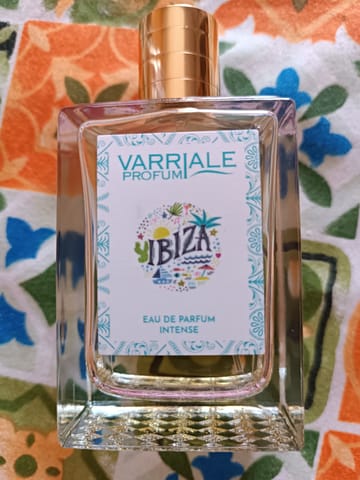 VARRIALE
PROFUMI
IBIZA
EAU DE PARFUM
INTENSE